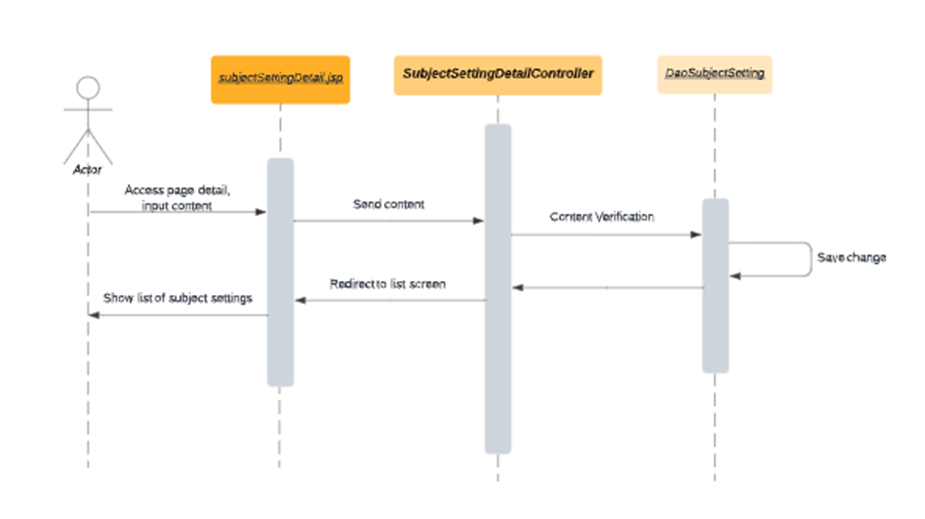 subjectSettingDetail.jsp
SubjectSettingDetailController
DaoSubjectSetting
Actor
Access page detail,
input content
Send content
Content Verification
Save change
Redirect to list screen
Show list of subject settings